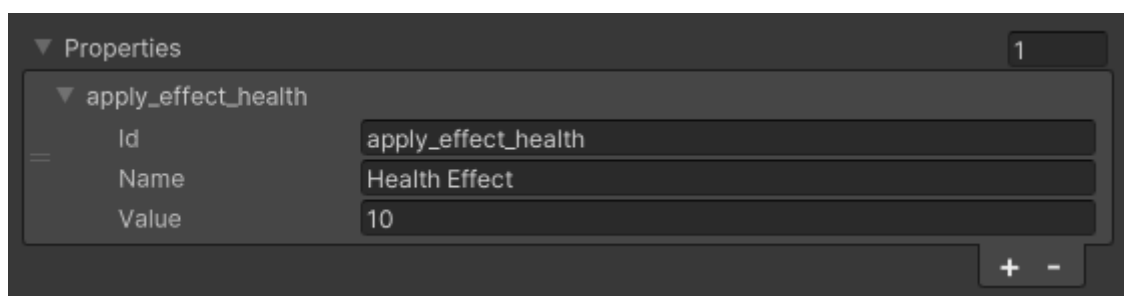 Properties 1
apply_effect_health
Id apply_effect_health
Name Health Effect
Value 10
+ -